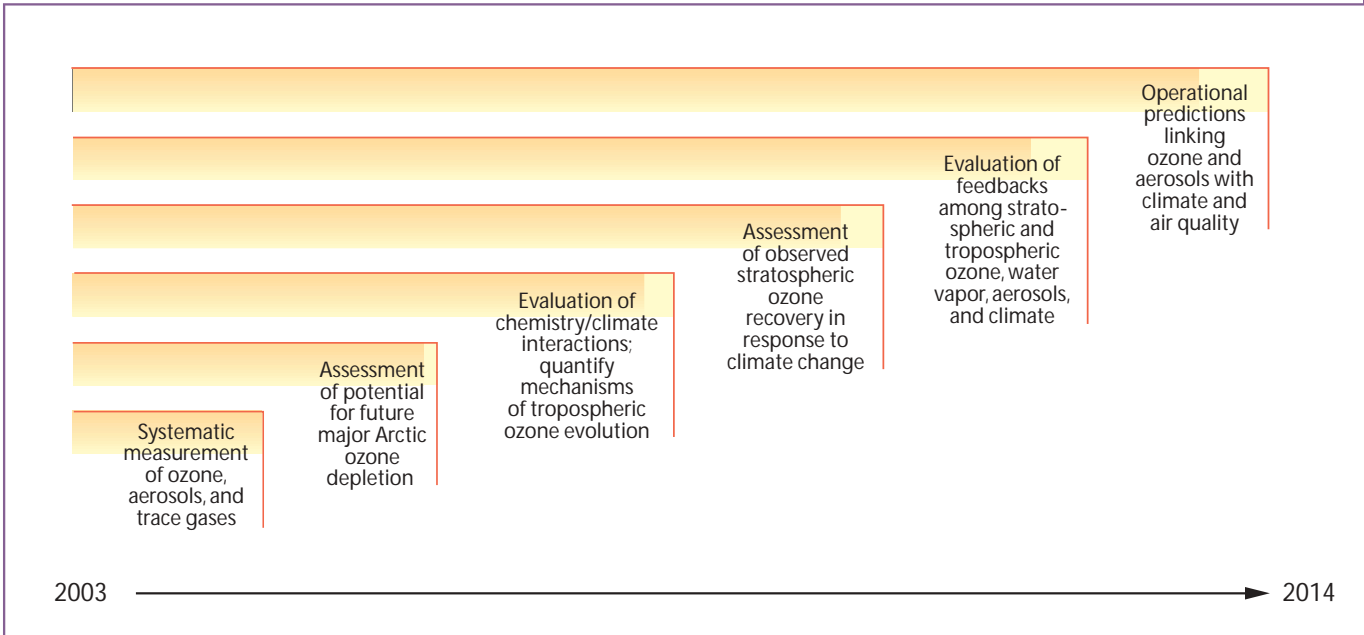 Operational
predictions
linking
ozone and
aerosols with
climate and
air quality
Evaluation of
feedbacks
among strato-
spheric and
tropospheric
ozone, water
vapor, aerosols,
and climate
Assessment
of observed
stratospheric
ozone
recovery in
response to
climate change
Evaluation of
chemistry/climate
interactions;
quantify
mechanisms
of tropospheric
ozone evolution
Assessment
of potential
for future
major Arctic
ozone
depletion
Systematic
measurement
of ozone,
aerosols, and
trace gases
2003
2014